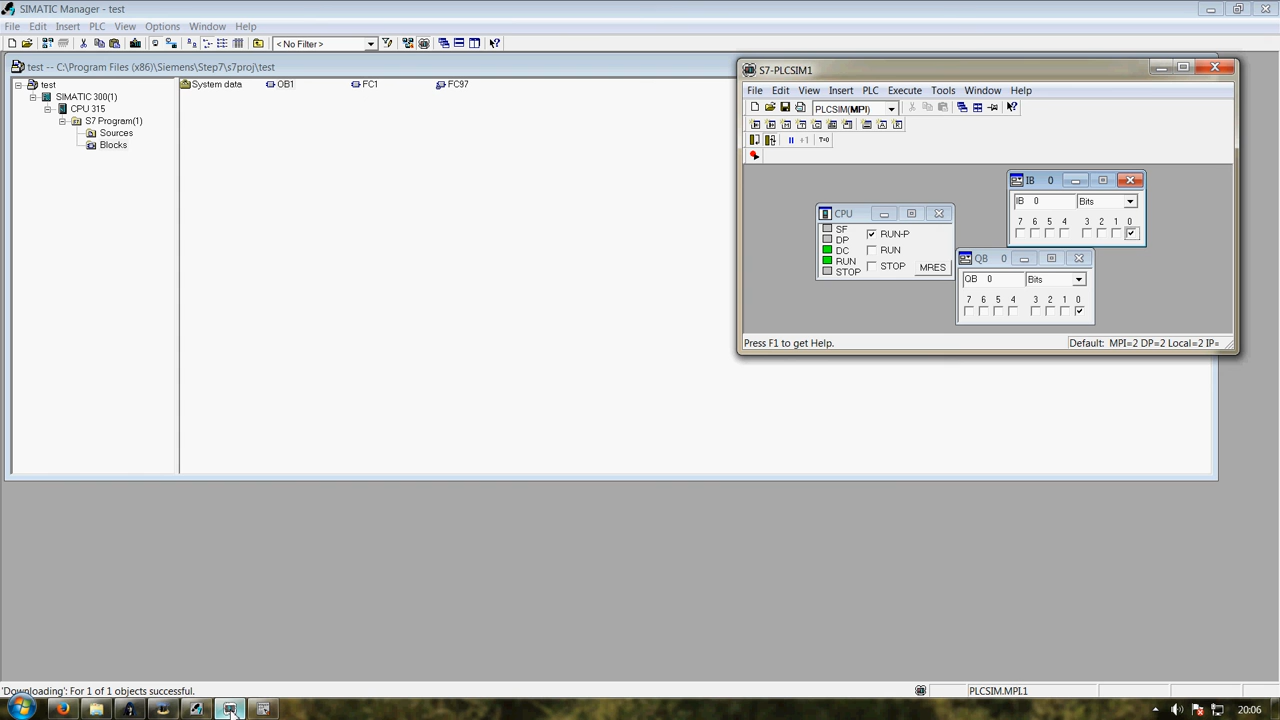 SIMATIC Manager - test
File Edit Insert PLC View Options Window Help
< No Filter >
test -- C:\Program Files (x86)\Siemens\Step7\s7proj\test
test
SIMATIC 300(1)
CPU 315
S7 Program(1)
Sources
Blocks
System data OB1 FC1 FC97
S7-PLCSIM1
File Edit View Insert PLC Execute Tools Window Help
PLCSIM(MPI)
+1 T=0
CPU
SF
DP
DC
RUN
STOP
RUN-P
RUN
STOP MRES
IB 0
IB 0 Bits
7 6 5 4 3 2 1 0
QB 0
QB 0 Bits
7 6 5 4 3 2 1 0
Press F1 to get Help. Default: MPI=2 DP=2 Local=2 IP=
'Downloading': For 1 of 1 objects successful. PLCSIM.MPI.1
20:06